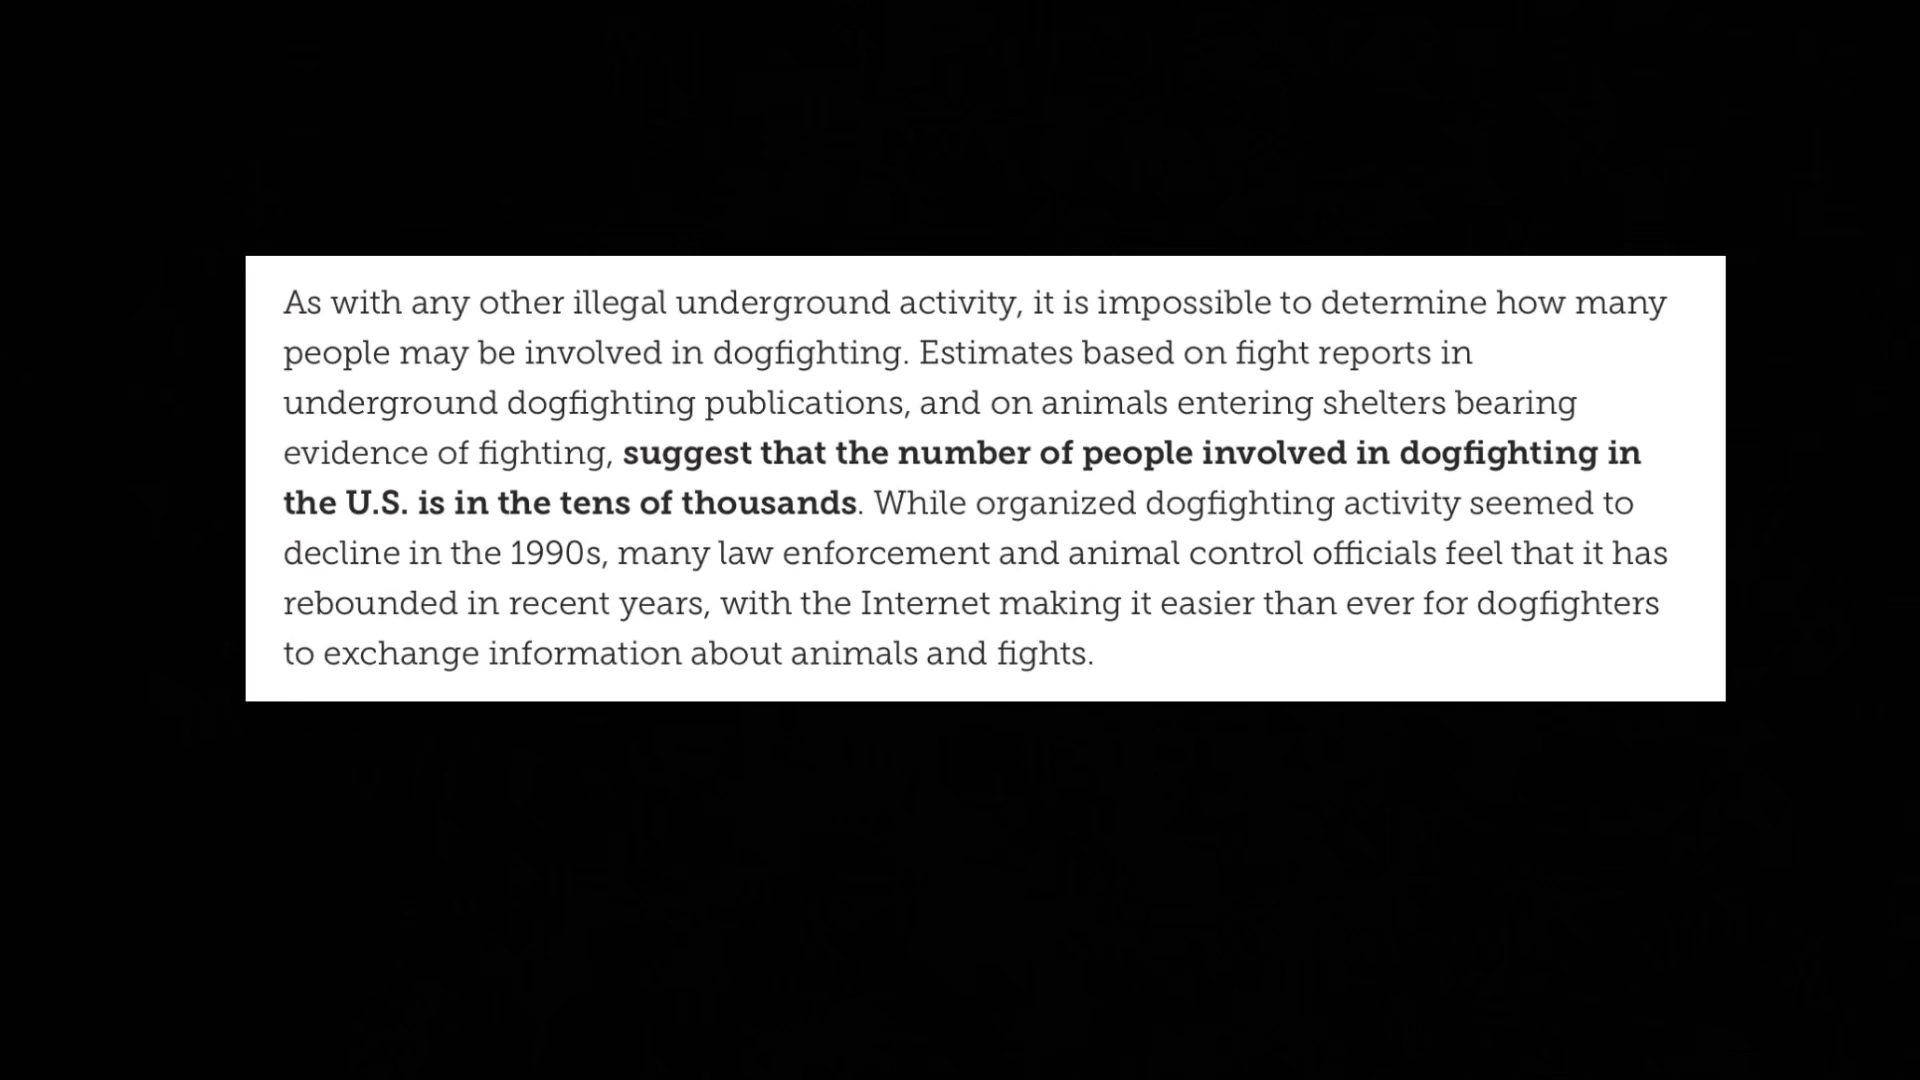 As with any other illegal underground activity, it is impossible to determine how many
people may be involved in dogfighting. Estimates based on fight reports in
underground dogfighting publications, and on animals entering shelters bearing
evidence of fighting, suggest that the number of people involved in dogfighting in
the U.S. is in the tens of thousands. While organized dogfighting activity seemed to
decline in the 1990s, many law enforcement and animal control officials feel that it has
rebounded in recent years, with the Internet making it easier than ever for dogfighters
to exchange information about animals and fights.